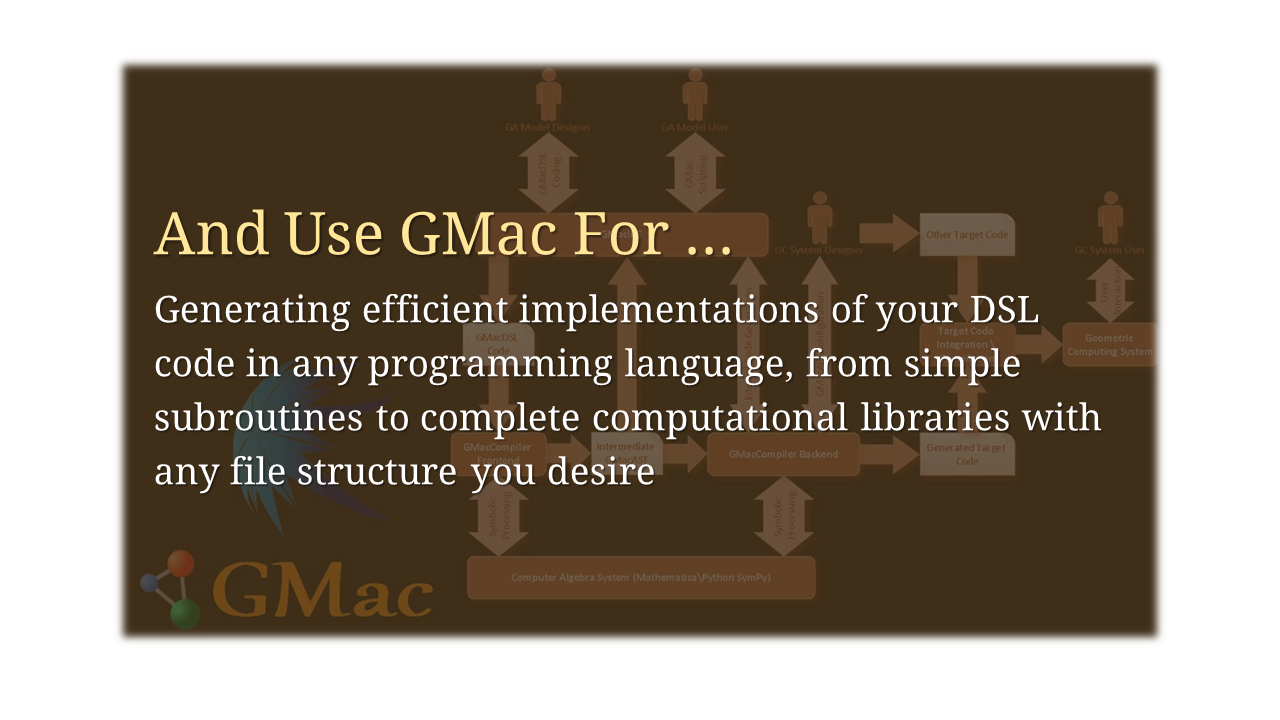 And Use GMac For ...
Generating efficient implementations of your DSL
code in any programming language, from simple
subroutines to complete computational libraries with
any file structure you desire
GA Model Designer
GA Model User
GMacDSL
Coding
GMac
Scripting
GC System Designer
Other Target Code
GC System User
User
Interaction
GMacDSL
Code
Target Code
Integration \
Geometric
Computing System
GMacCompiler
Frontend
Intermediate
GMacAST
GMacCompiler Backend
Generated Target
Code
Symbolic
Processing
Symbolic
Processing
Computer Algebra System (Mathematica\Python SymPy)
GMac